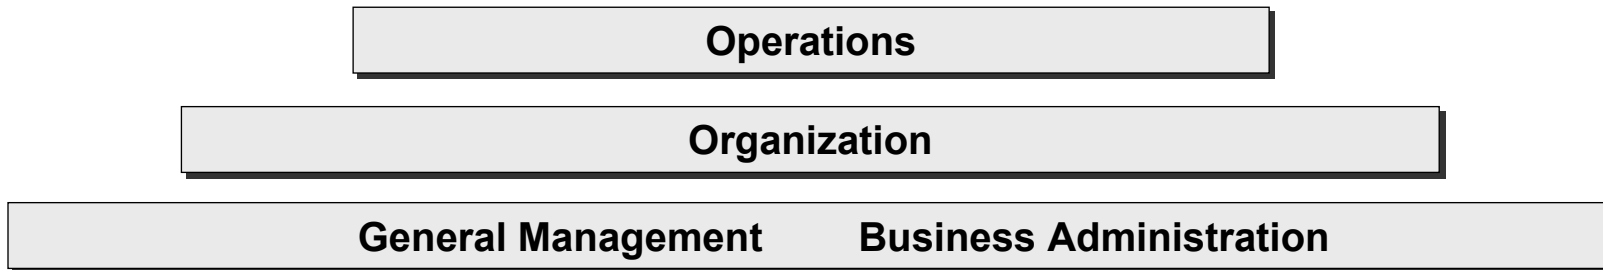 Operations
Organization
General Management Business Administration